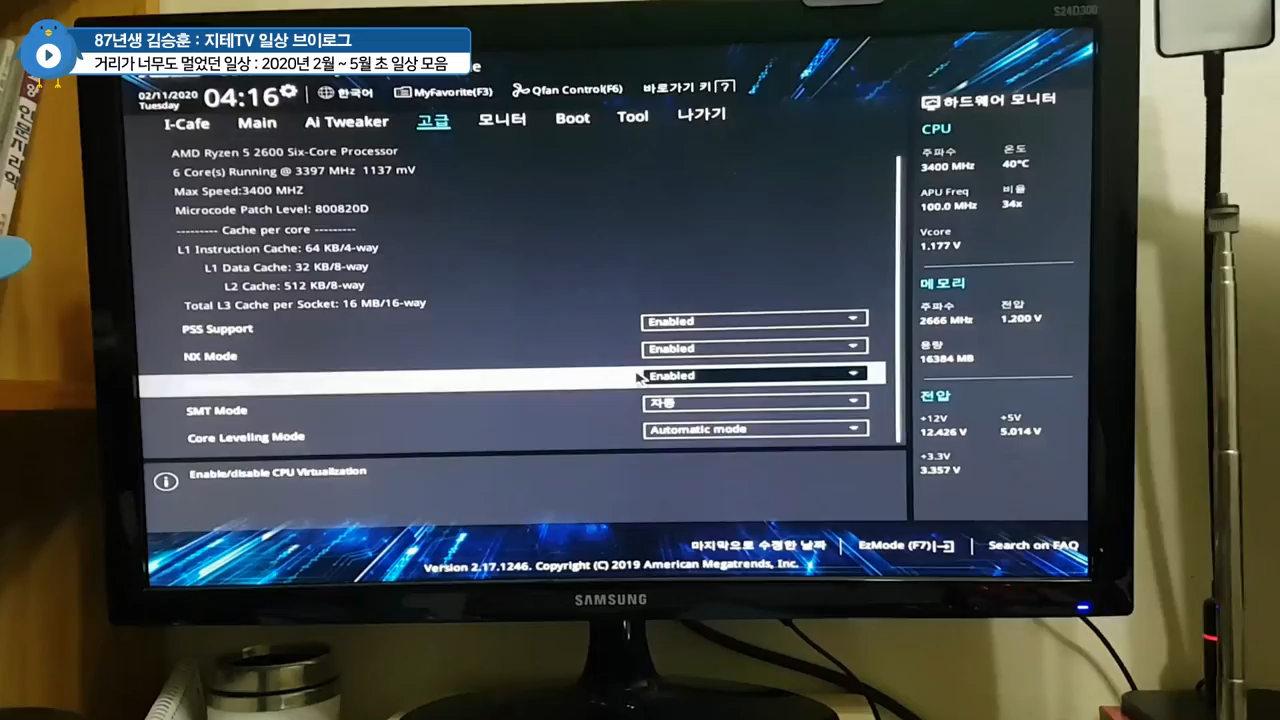 S24D300
87년생 김승훈 : 지테TV 일상 브이로그
거리가 너무도 멀었던 일상 : 2020년 2월 ~ 5월 초 일상 모음
02/11/2020
Tuesday
04:16
한국어
MyFavorite(F3)
Qfan Control(F6)
바로가기 키
?
I-Cafe
Main
Ai Tweaker
고급
모니터
Boot
Tool
나가기
AMD Ryzen 5 2600 Six-Core Processor
6 Core(s) Running @ 3397 MHz 1137 mV
Max Speed:3400 MHZ
Microcode Patch Level: 800820D
--------- Cache per core ---------
L1 Instruction Cache: 64 KB/4-way
L1 Data Cache: 32 KB/8-way
L2 Cache: 512 KB/8-way
Total L3 Cache per Socket: 16 MB/16-way
PSS Support Enabled
NX Mode Enabled
Enabled
SMT Mode 자동
Core Leveling Mode Automatic mode
Enable/disable CPU Virtualization
하드웨어 모니터
CPU
주파수 온도
3400 MHz 40°C
APU Freq 비율
100.0 MHz 34x
Vcore
1.177 V
메모리
주파수 전압
2666 MHz 1.200 V
용량
16384 MB
전압
+12V +5V
12.426 V 5.014 V
+3.3V
3.357 V
마지막으로 수정한 날짜
EzMode (F7)
Search on FAQ
Version 2.17.1246. Copyright (C) 2019 American Megatrends, Inc.
SAMSUNG